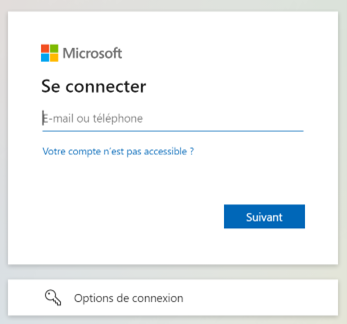 Microsoft
Se connecter
E-mail ou téléphone
Votre compte n'est pas accessible ?
Suivant
Options de connexion